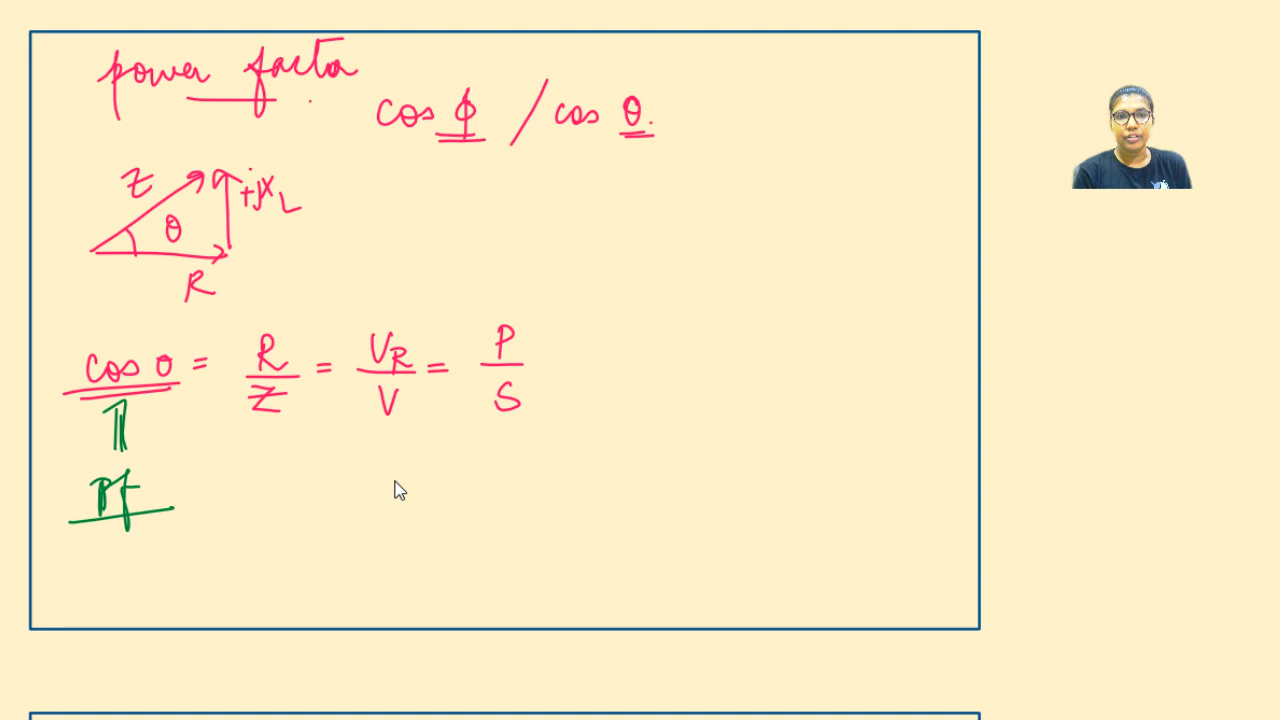 power factor
cos ϕ / cos θ.
Z
+jXL
θ
R
cos θ = R/Z = VR/V = P/S
Pf